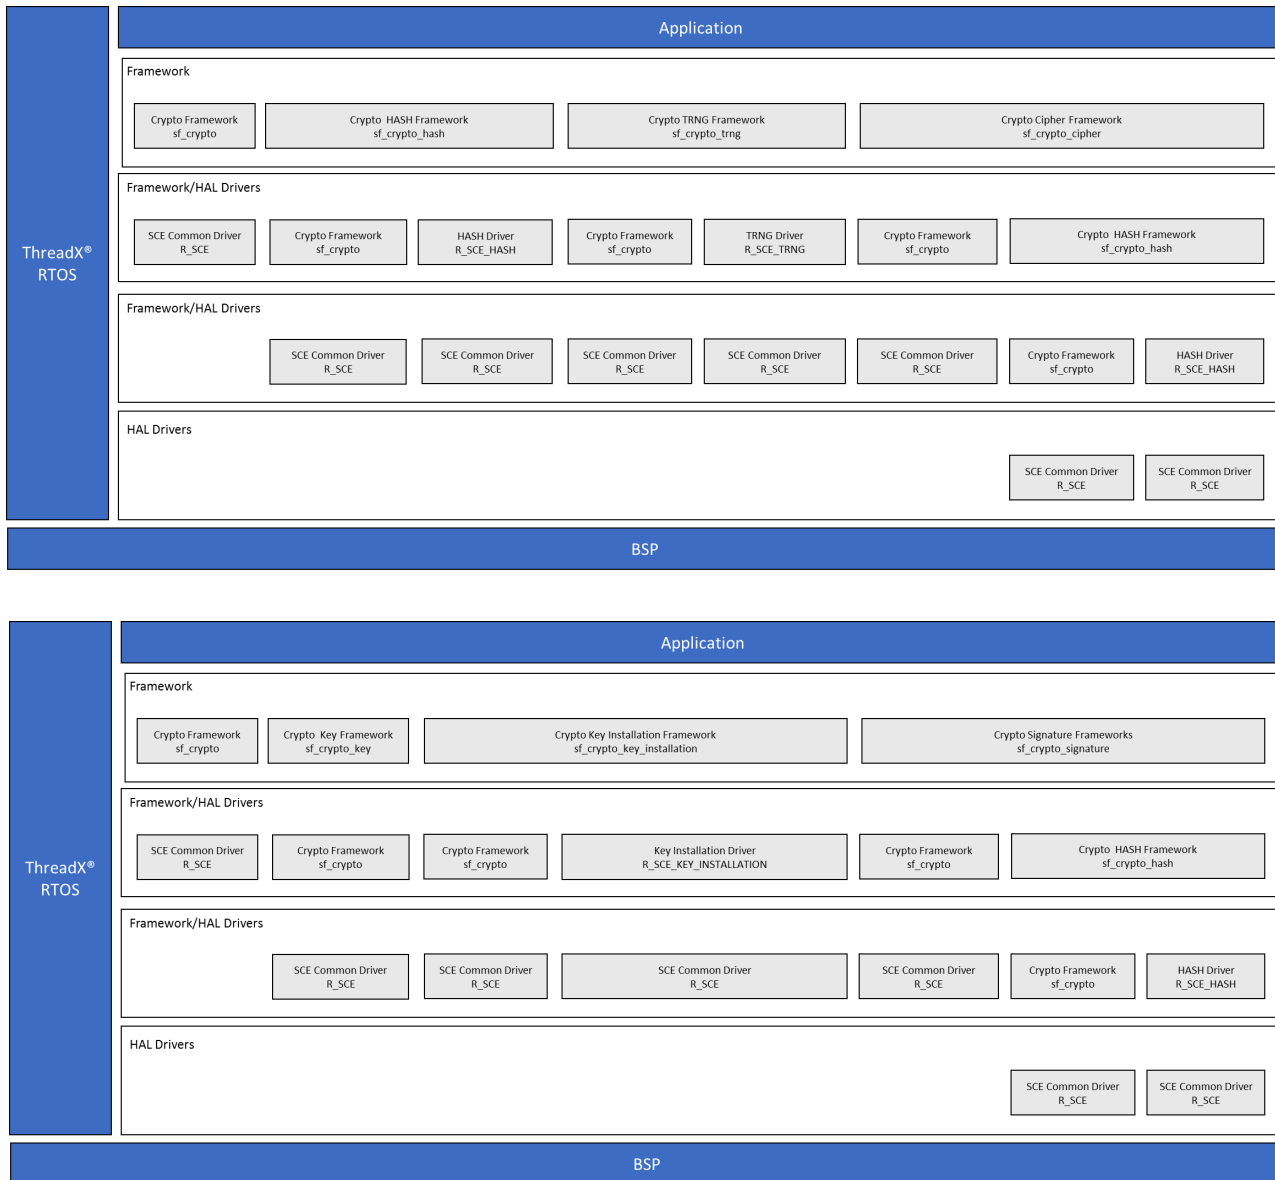 Application
Framework
Crypto Framework
sf_crypto
Crypto HASH Framework
sf_crypto_hash
Crypto TRNG Framework
sf_crypto_trng
Crypto Cipher Framework
sf_crypto_cipher
ThreadX®
RTOS
Framework/HAL Drivers
SCE Common Driver
R_SCE
Crypto Framework
sf_crypto
HASH Driver
R_SCE_HASH
Crypto Framework
sf_crypto
TRNG Driver
R_SCE_TRNG
Crypto Framework
sf_crypto
Crypto HASH Framework
sf_crypto_hash
Framework/HAL Drivers
SCE Common Driver
R_SCE
SCE Common Driver
R_SCE
SCE Common Driver
R_SCE
SCE Common Driver
R_SCE
SCE Common Driver
R_SCE
Crypto Framework
sf_crypto
HASH Driver
R_SCE_HASH
HAL Drivers
SCE Common Driver
R_SCE
SCE Common Driver
R_SCE
BSP
Application
Framework
Crypto Framework
sf_crypto
Crypto Key Framework
sf_crypto_key
Crypto Key Installation Framework
sf_crypto_key_installation
Crypto Signature Frameworks
sf_crypto_signature
ThreadX®
RTOS
Framework/HAL Drivers
SCE Common Driver
R_SCE
Crypto Framework
sf_crypto
Crypto Framework
sf_crypto
Key Installation Driver
R_SCE_KEY_INSTALLATION
Crypto Framework
sf_crypto
Crypto HASH Framework
sf_crypto_hash
Framework/HAL Drivers
SCE Common Driver
R_SCE
SCE Common Driver
R_SCE
SCE Common Driver
R_SCE
SCE Common Driver
R_SCE
Crypto Framework
sf_crypto
HASH Driver
R_SCE_HASH
HAL Drivers
SCE Common Driver
R_SCE
SCE Common Driver
R_SCE
BSP